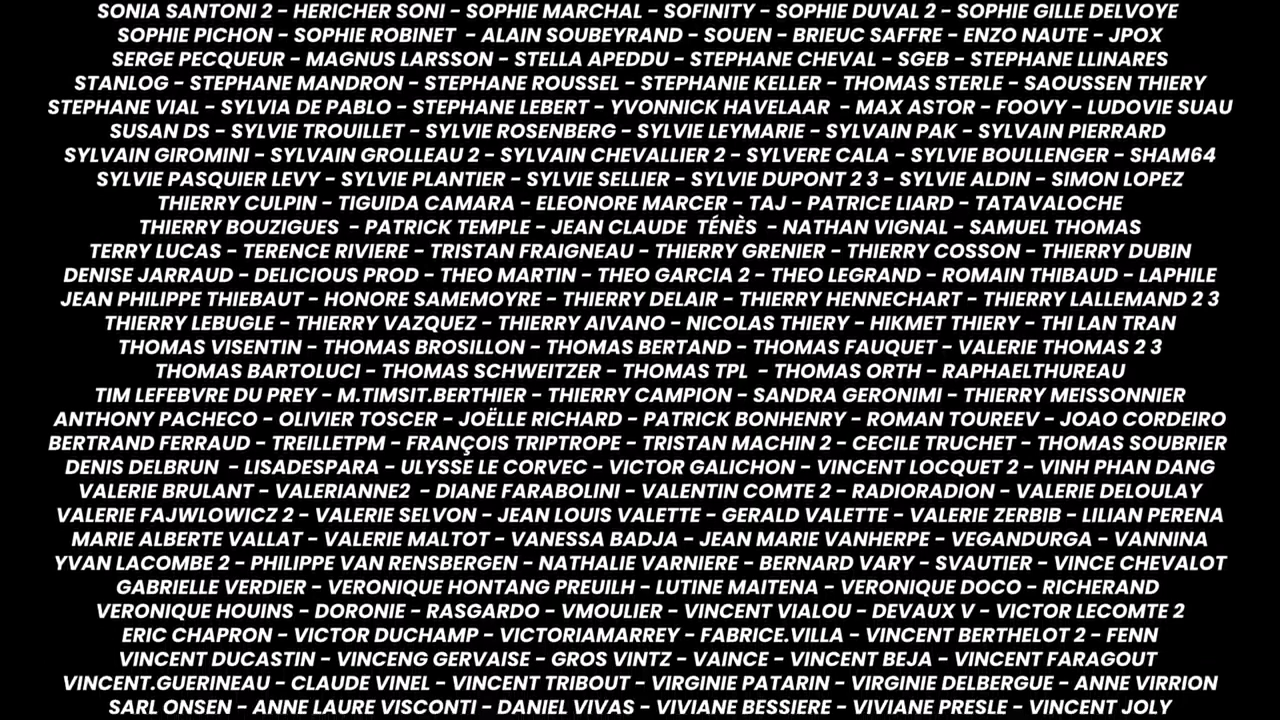 SONIA SANTONI 2 - HERICHER SONI - SOPHIE MARCHAL - SOFINITY - SOPHIE DUVAL 2 - SOPHIE GILLE DELVOYE
SOPHIE PICHON - SOPHIE ROBINET - ALAIN SOUBEYRAND - SOUEN - BRIEUC SAFFRE - ENZO NAUTE - JPOX
SERGE PECQUEUR - MAGNUS LARSSON - STELLA APEDDU - STEPHANE CHEVAL - SGEB - STEPHANE LLINARES
STANLOG - STEPHANE MANDRON - STEPHANE ROUSSEL - STEPHANIE KELLER - THOMAS STERLE - SAOUSSEN THIERY
STEPHANE VIAL - SYLVIA DE PABLO - STEPHANE LEBERT - YVONNICK HAVELAAR - MAX ASTOR - FOOVY - LUDOVIE SUAU
SUSAN DS - SYLVIE TROUILLET - SYLVIE ROSENBERG - SYLVIE LEYMARIE - SYLVAIN PAK - SYLVAIN PIERRARD
SYLVAIN GIROMINI - SYLVAIN GROLLEAU 2 - SYLVAIN CHEVALLIER 2 - SYLVERE CALA - SYLVIE BOULLENGER - SHAM64
SYLVIE PASQUIER LEVY - SYLVIE PLANTIER - SYLVIE SELLIER - SYLVIE DUPONT 2 3 - SYLVIE ALDIN - SIMON LOPEZ
THIERRY CULPIN - TIGUIDA CAMARA - ELEONORE MARCER - TAJ - PATRICE LIARD - TATAVALOCHE
THIERRY BOUZIGUES - PATRICK TEMPLE - JEAN CLAUDE TÉNÈS - NATHAN VIGNAL - SAMUEL THOMAS
TERRY LUCAS - TERENCE RIVIERE - TRISTAN FRAIGNEAU - THIERRY GRENIER - THIERRY COSSON - THIERRY DUBIN
DENISE JARRAUD - DELICIOUS PROD - THEO MARTIN - THEO GARCIA 2 - THEO LEGRAND - ROMAIN THIBAUD - LAPHILE
JEAN PHILIPPE THIEBAUT - HONORE SAMEMOYRE - THIERRY DELAIR - THIERRY HENNECHART - THIERRY LALLEMAND 2 3
THIERRY LEBUGLE - THIERRY VAZQUEZ - THIERRY AIVANO - NICOLAS THIERY - HIKMET THIERY - THI LAN TRAN
THOMAS VISENTIN - THOMAS BROSILLON - THOMAS BERTAND - THOMAS FAUQUET - VALERIE THOMAS 2 3
THOMAS BARTOLUCI - THOMAS SCHWEITZER - THOMAS TPL - THOMAS ORTH - RAPHAELTHUREAU
TIM LEFEBVRE DU PREY - M.TIMSIT.BERTHIER - THIERRY CAMPION - SANDRA GERONIMI - THIERRY MEISSONNIER
ANTHONY PACHECO - OLIVIER TOSCER - JOËLLE RICHARD - PATRICK BONHENRY - ROMAN TOUREEV - JOAO CORDEIRO
BERTRAND FERRAUD - TREILLETPM - FRANÇOIS TRIPTROPE - TRISTAN MACHIN 2 - CECILE TRUCHET - THOMAS SOUBRIER
DENIS DELBRUN - LISADESPARA - ULYSSE LE CORVEC - VICTOR GALICHON - VINCENT LOCQUET 2 - VINH PHAN DANG
VALERIE BRULANT - VALERIANNE2 - DIANE FARABOLINI - VALENTIN COMTE 2 - RADIORADION - VALERIE DELOULAY
VALERIE FAJWLOWICZ 2 - VALERIE SELVON - JEAN LOUIS VALETTE - GERALD VALETTE - VALERIE ZERBIB - LILIAN PERENA
MARIE ALBERTE VALLAT - VALERIE MALTOT - VANESSA BADJA - JEAN MARIE VANHERPE - VEGANDURGA - VANNINA
YVAN LACOMBE 2 - PHILIPPE VAN RENSBERGEN - NATHALIE VARNIERE - BERNARD VARY - SVAUTIER - VINCE CHEVALOT
GABRIELLE VERDIER - VERONIQUE HONTANG PREUILH - LUTINE MAITENA - VERONIQUE DOCO - RICHERAND
VERONIQUE HOUINS - DORONIE - RASGARDO - VMOULIER - VINCENT VIALOU - DEVAUX V - VICTOR LECOMTE 2
ERIC CHAPRON - VICTOR DUCHAMP - VICTORIAMARREY - FABRICE.VILLA - VINCENT BERTHELOT 2 - FENN
VINCENT DUCASTIN - VINCENG GERVAISE - GROS VINTZ - VAINCE - VINCENT BEJA - VINCENT FARAGOUT
VINCENT.GUERINEAU - CLAUDE VINEL - VINCENT TRIBOUT - VIRGINIE PATARIN - VIRGINIE DELBERGUE - ANNE VIRRION
SARL ONSEN - ANNE LAURE VISCONTI - DANIEL VIVAS - VIVIANE BESSIERE - VIVIANE PRESLE - VINCENT JOLY